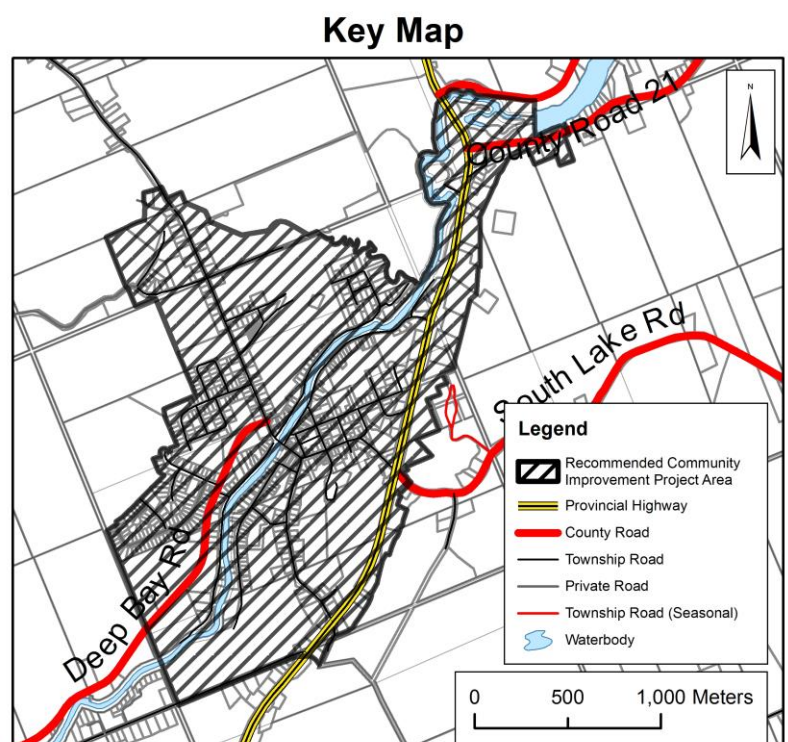 Key Map
N
County Road 21
South Lake Rd
Deep Bay Rd
Legend
Recommended Community
Improvement Project Area
Provincial Highway
County Road
Township Road
Private Road
Township Road (Seasonal)
Waterbody
0 500 1,000 Meters